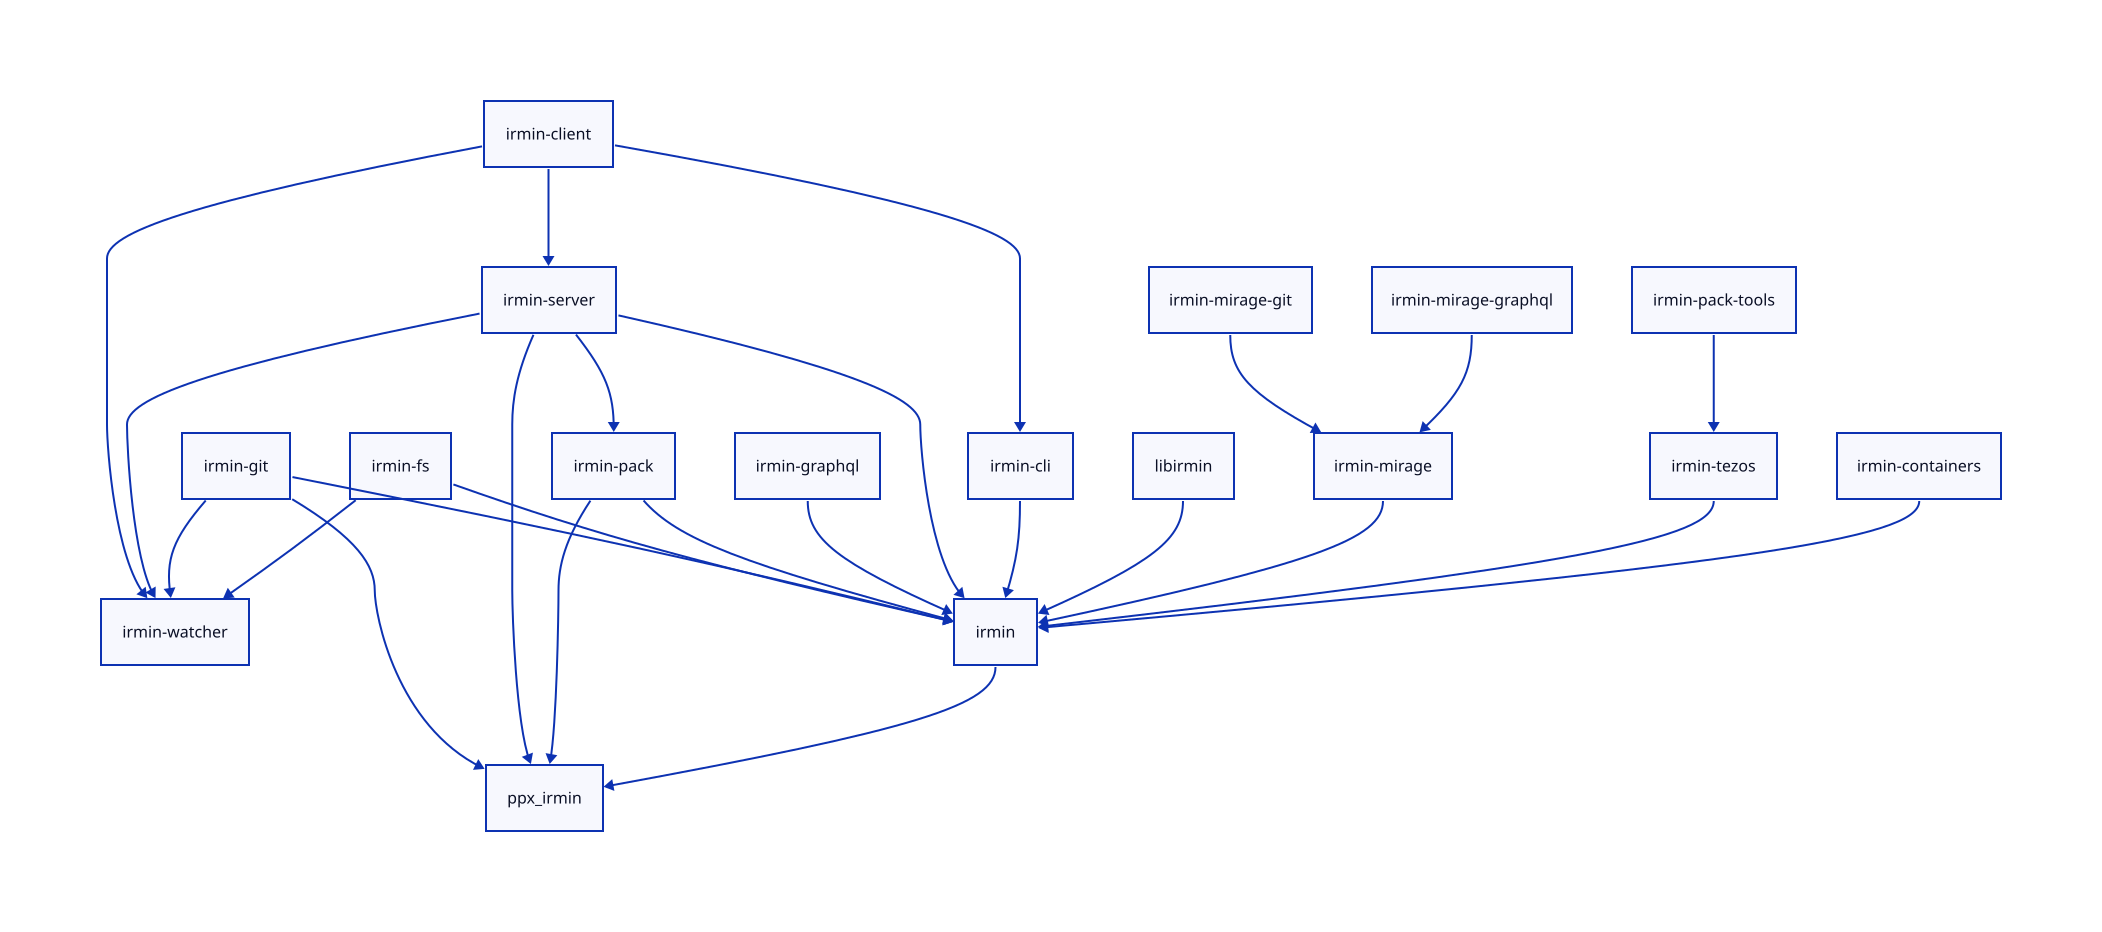 irmin-client
irmin-server
irmin-mirage-git
irmin-mirage-graphql
irmin-pack-tools
irmin-git
irmin-fs
irmin-pack
irmin-graphql
irmin-cli
libirmin
irmin-mirage
irmin-tezos
irmin-containers
irmin-watcher
irmin
ppx_irmin